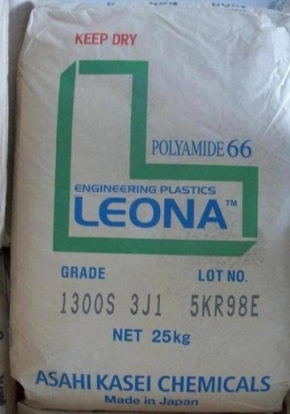 KEEP DRY
POLYAMIDE 66
ENGINEERING PLASTICS
LEONA™
GRADE LOT NO.
1300S 3J1 5KR98E
NET 25kg
ASAHI KASEI CHEMICALS
Made in Japan